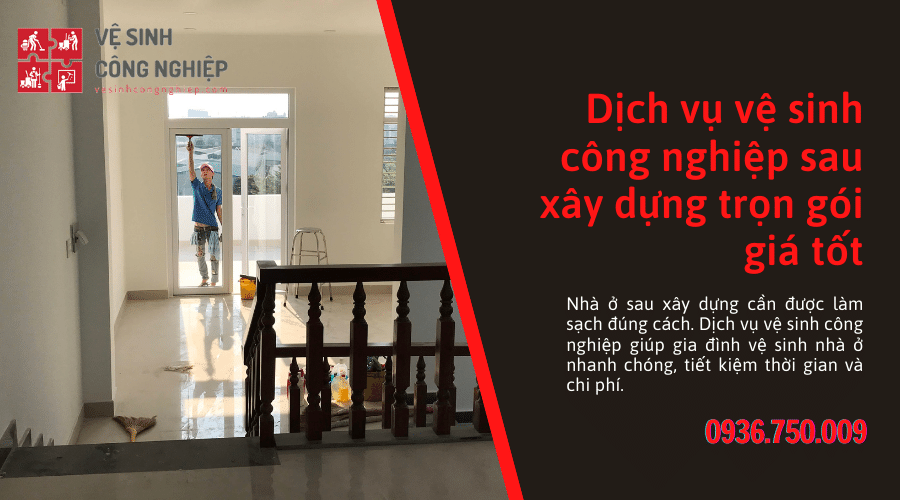 VỆ SINH
CÔNG NGHIỆP
vesinhcongnghiep.com
Dịch vụ vệ sinh
công nghiệp sau
xây dựng trọn gói
giá tốt
Nhà ở sau xây dựng cần được làm
sạch đúng cách. Dịch vụ vệ sinh công
nghiệp giúp gia đình vệ sinh nhà ở
nhanh chóng, tiết kiệm thời gian và
chi phí.
0936.750.009